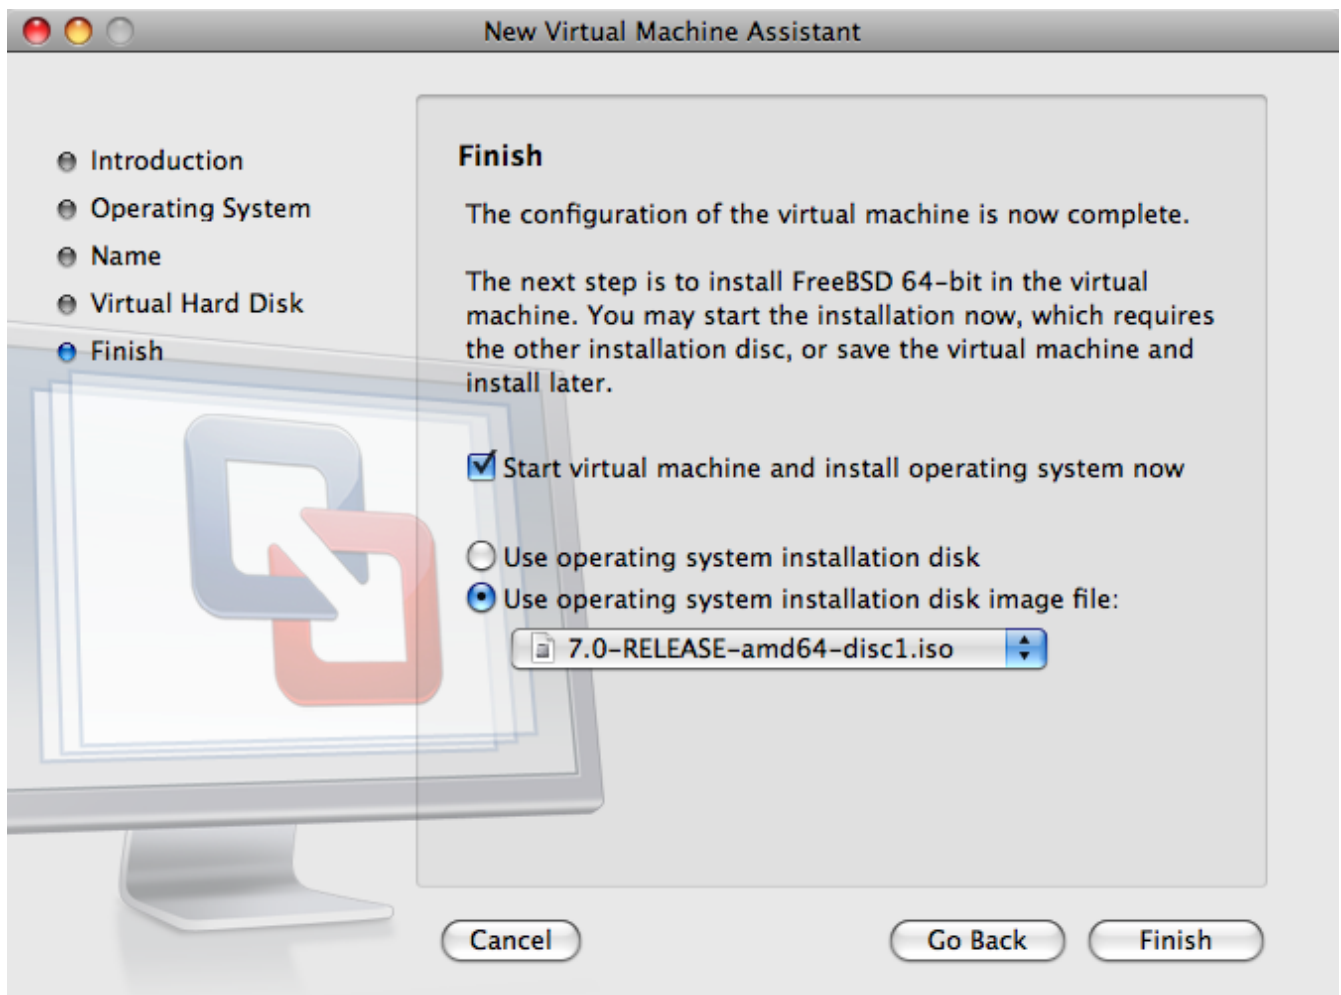 New Virtual Machine Assistant
Introduction
Operating System
Name
Virtual Hard Disk
Finish
Finish
The configuration of the virtual machine is now complete.
The next step is to install FreeBSD 64-bit in the virtual
machine. You may start the installation now, which requires
the other installation disc, or save the virtual machine and
install later.
Start virtual machine and install operating system now
Use operating system installation disk
Use operating system installation disk image file:
7.0-RELEASE-amd64-disc1.iso
Cancel
Go Back
Finish